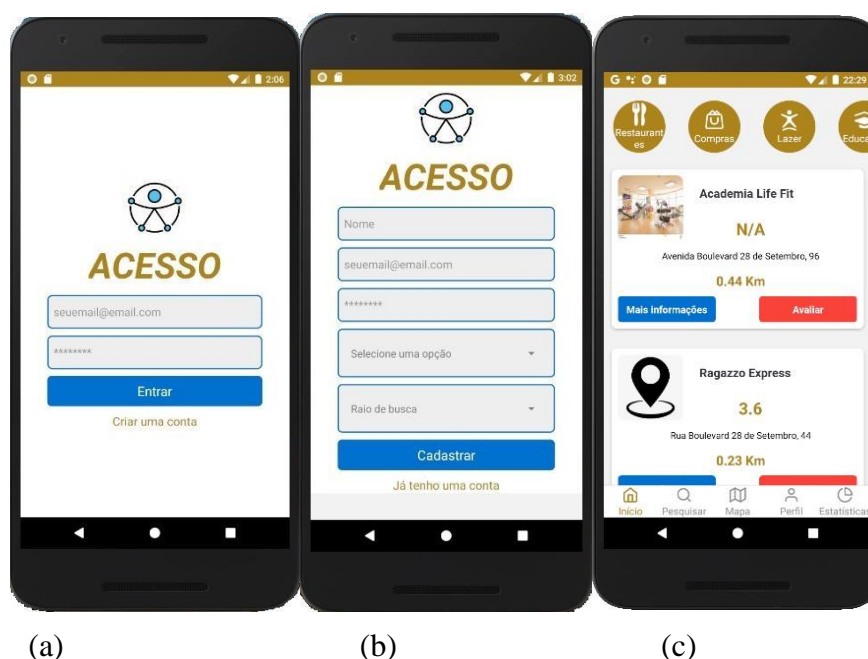 2:06
ACESSO
seuemail@email.com
********
Entrar
Criar uma conta
(a)
3:02
ACESSO
Nome
seuemail@email.com
********
Selecione uma opção
Raio de busca
Cadastrar
Já tenho uma conta
(b)
G 22:29
Restaurant
es
Compras
Lazer
Educa
Academia Life Fit
N/A
Avenida Boulevard 28 de Setembro, 96
0.44 Km
Mais informações
Avaliar
Ragazzo Express
3.6
Rua Boulevard 28 de Setembro, 44
0.23 Km
Início Pesquisar Mapa Perfil Estatísticas
(c)